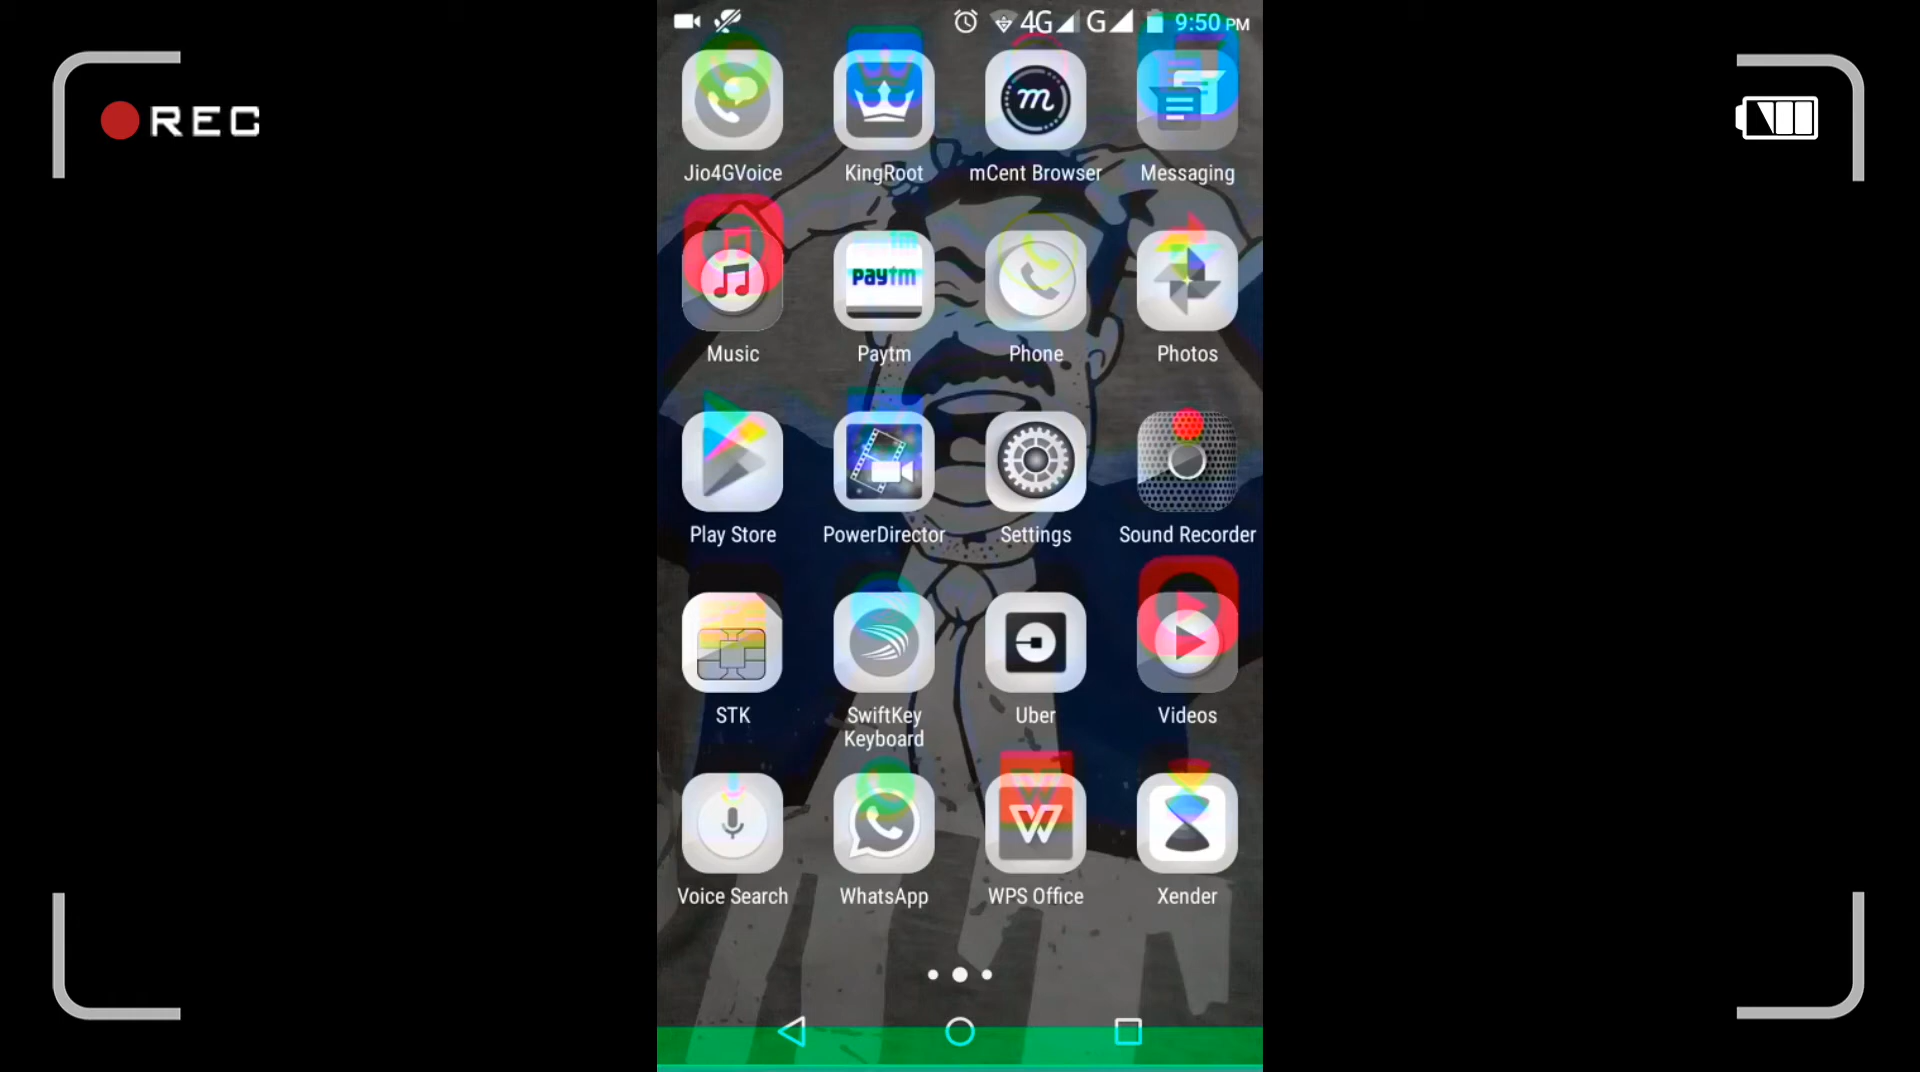 4G G 9:50 PM
REC
m
Jio4GVoice KingRoot mCent Browser Messaging
paytm
Music Paytm Phone Photos
Play Store PowerDirector Settings Sound Recorder
STK SwiftKey Keyboard Uber Videos
W
Voice Search WhatsApp WPS Office Xender